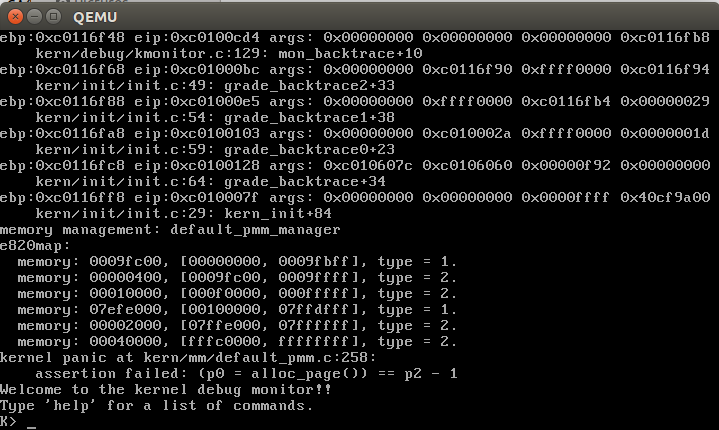 QEMU
ebp:0xc0116f48 eip:0xc0100cd4 args: 0x00000000 0x00000000 0x00000000 0xc0116fb8
kern/debug/kmonitor.c:129: mon_backtrace+10
ebp:0xc0116f68 eip:0xc01000bc args: 0x00000000 0xc0116f90 0xffff0000 0xc0116f94
kern/init/init.c:49: grade_backtrace2+33
ebp:0xc0116f88 eip:0xc01000e5 args: 0x00000000 0xffff0000 0xc0116fb4 0x00000029
kern/init/init.c:54: grade_backtrace1+38
ebp:0xc0116fa8 eip:0xc0100103 args: 0x00000000 0xc010002a 0xffff0000 0x0000001d
kern/init/init.c:59: grade_backtrace0+23
ebp:0xc0116fc8 eip:0xc0100128 args: 0xc010607c 0xc0106060 0x00000f92 0x00000000
kern/init/init.c:64: grade_backtrace+34
ebp:0xc0116ff8 eip:0xc010007f args: 0x00000000 0x00000000 0x0000ffff 0x40cf9a00
kern/init/init.c:29: kern_init+84
memory management: default_pmm_manager
e820map:
memory: 0009fc00, [00000000, 0009fbff], type = 1.
memory: 00000400, [0009fc00, 0009ffff], type = 2.
memory: 00010000, [000f0000, 000fffff], type = 2.
memory: 07efe000, [00100000, 07ffdfff], type = 1.
memory: 00002000, [07ffe000, 07ffffff], type = 2.
memory: 00040000, [fffc0000, ffffffff], type = 2.
kernel panic at kern/mm/default_pmm.c:258:
assertion failed: (p0 = alloc_page()) == p2 - 1
Welcome to the kernel debug monitor!!
Type 'help' for a list of commands.
K> _